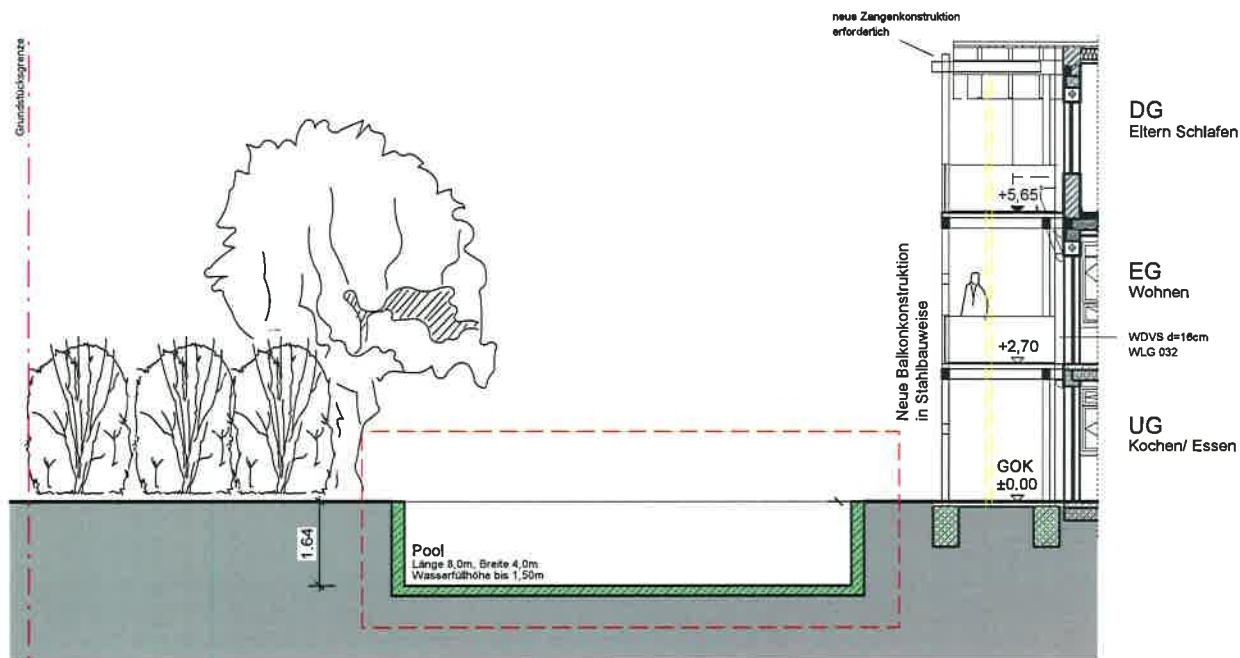 Grundstücksgrenze
neue Zangenkonstruktion
erforderlich
DG
Eltern Schlafen
+5,65
Neue Balkonkonstruktion
in Stahlbauweise
EG
Wohnen
+2,70
WDVS d=16cm
WLG 032
UG
Kochen/ Essen
GOK
±0.00
1.64
Pool
Länge 8,0m, Breite 4,0m
Wasserfüllhöhe bis 1,50m